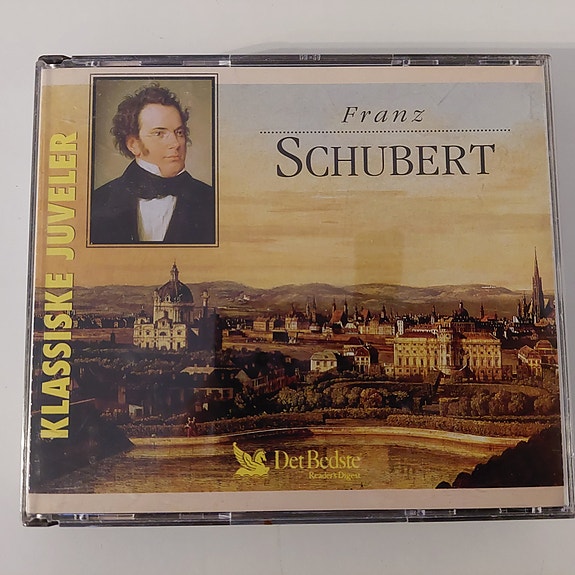 Franz
SCHUBERT
KLASSISKE JUVELER
Det Bedste
Reader's Digest